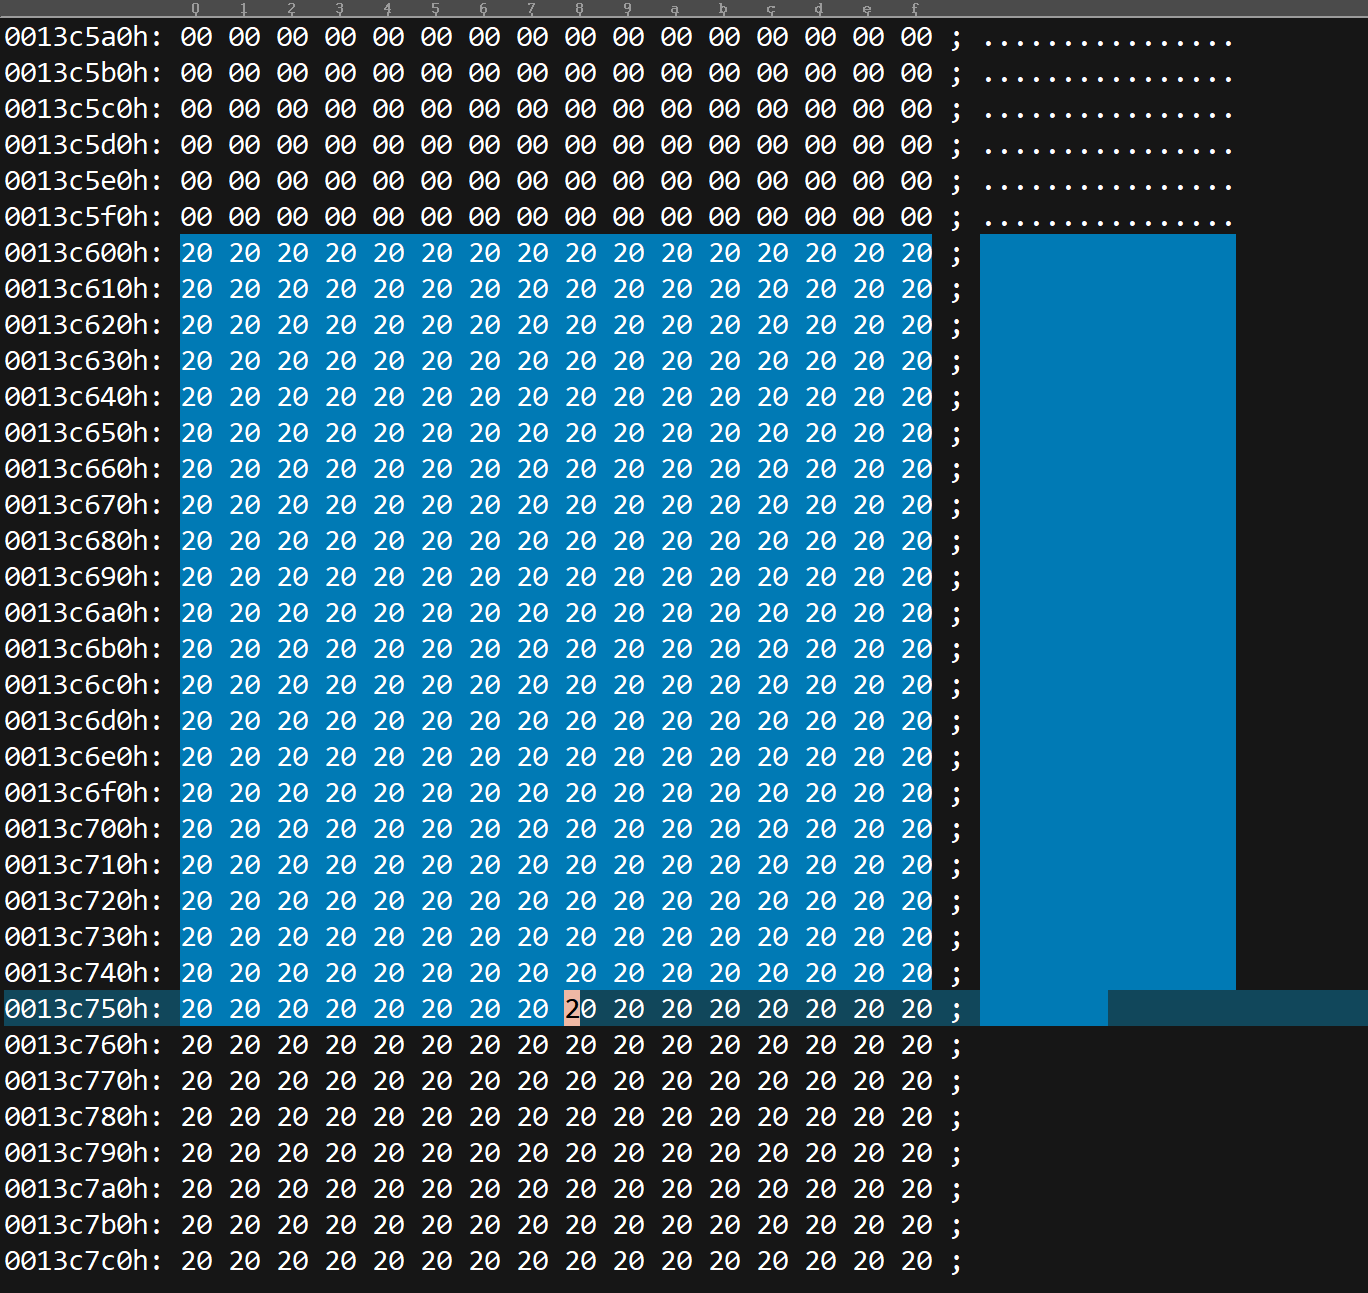 0 1 2 3 4 5 6 7 8 9 a b c d e f
0013c5a0h: 00 00 00 00 00 00 00 00 00 00 00 00 00 00 00 00 ; ................
0013c5b0h: 00 00 00 00 00 00 00 00 00 00 00 00 00 00 00 00 ; ................
0013c5c0h: 00 00 00 00 00 00 00 00 00 00 00 00 00 00 00 00 ; ................
0013c5d0h: 00 00 00 00 00 00 00 00 00 00 00 00 00 00 00 00 ; ................
0013c5e0h: 00 00 00 00 00 00 00 00 00 00 00 00 00 00 00 00 ; ................
0013c5f0h: 00 00 00 00 00 00 00 00 00 00 00 00 00 00 00 00 ; ................
0013c600h: 20 20 20 20 20 20 20 20 20 20 20 20 20 20 20 20 ;
0013c610h: 20 20 20 20 20 20 20 20 20 20 20 20 20 20 20 20 ;
0013c620h: 20 20 20 20 20 20 20 20 20 20 20 20 20 20 20 20 ;
0013c630h: 20 20 20 20 20 20 20 20 20 20 20 20 20 20 20 20 ;
0013c640h: 20 20 20 20 20 20 20 20 20 20 20 20 20 20 20 20 ;
0013c650h: 20 20 20 20 20 20 20 20 20 20 20 20 20 20 20 20 ;
0013c660h: 20 20 20 20 20 20 20 20 20 20 20 20 20 20 20 20 ;
0013c670h: 20 20 20 20 20 20 20 20 20 20 20 20 20 20 20 20 ;
0013c680h: 20 20 20 20 20 20 20 20 20 20 20 20 20 20 20 20 ;
0013c690h: 20 20 20 20 20 20 20 20 20 20 20 20 20 20 20 20 ;
0013c6a0h: 20 20 20 20 20 20 20 20 20 20 20 20 20 20 20 20 ;
0013c6b0h: 20 20 20 20 20 20 20 20 20 20 20 20 20 20 20 20 ;
0013c6c0h: 20 20 20 20 20 20 20 20 20 20 20 20 20 20 20 20 ;
0013c6d0h: 20 20 20 20 20 20 20 20 20 20 20 20 20 20 20 20 ;
0013c6e0h: 20 20 20 20 20 20 20 20 20 20 20 20 20 20 20 20 ;
0013c6f0h: 20 20 20 20 20 20 20 20 20 20 20 20 20 20 20 20 ;
0013c700h: 20 20 20 20 20 20 20 20 20 20 20 20 20 20 20 20 ;
0013c710h: 20 20 20 20 20 20 20 20 20 20 20 20 20 20 20 20 ;
0013c720h: 20 20 20 20 20 20 20 20 20 20 20 20 20 20 20 20 ;
0013c730h: 20 20 20 20 20 20 20 20 20 20 20 20 20 20 20 20 ;
0013c740h: 20 20 20 20 20 20 20 20 20 20 20 20 20 20 20 20 ;
0013c750h: 20 20 20 20 20 20 20 20 20 20 20 20 20 20 20 20 ;
0013c760h: 20 20 20 20 20 20 20 20 20 20 20 20 20 20 20 20 ;
0013c770h: 20 20 20 20 20 20 20 20 20 20 20 20 20 20 20 20 ;
0013c780h: 20 20 20 20 20 20 20 20 20 20 20 20 20 20 20 20 ;
0013c790h: 20 20 20 20 20 20 20 20 20 20 20 20 20 20 20 20 ;
0013c7a0h: 20 20 20 20 20 20 20 20 20 20 20 20 20 20 20 20 ;
0013c7b0h: 20 20 20 20 20 20 20 20 20 20 20 20 20 20 20 20 ;
0013c7c0h: 20 20 20 20 20 20 20 20 20 20 20 20 20 20 20 20 ;